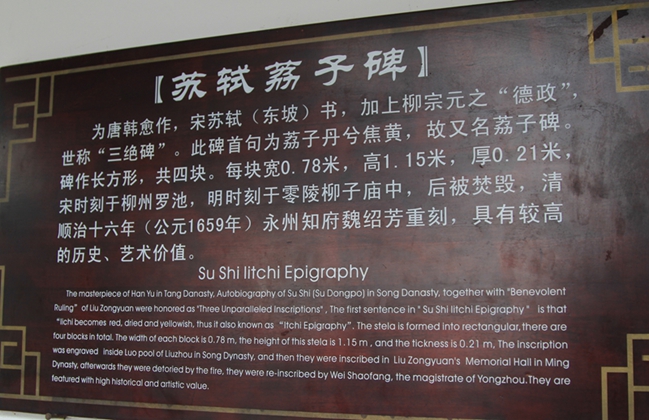 【苏轼荔子碑】
为唐韩愈作，宋苏轼（东坡）书，加上柳宗元之“德政”，
世称“三绝碑”。此碑首句为荔子丹兮焦黄，故又名荔子碑。
碑作长方形，共四块。每块宽0.78米，高1.15米，厚0.21米，
宋时刻于柳州罗池，明时刻于零陵柳子庙中，后被焚毁，清
顺治十六年（公元1659年）永州知府魏绍芳重刻，具有较高
的历史、艺术价值。
Su Shi litchi Epigraphy
The masterpiece of Han Yu in Tang Danasty, Autobiography of Su Shi (Su Dongpo) in Song Danasty, together with "Benevolent
Ruling" of Liu Zongyuan were honored as "Three Unparalleled Inscriptions" , The first sentence in " Su Shi litchi Epigraphy " is that
"lichi becomes red, dried and yellowish, thus it also known as "Itchi Epigraphy". The stela is formed into rectangular, there are
four blocks in total. The width of each block is 0.78 m, the height of this stela is 1.15 m , and the tickness is 0.21 m, The Inscription
was engraved inside Luo pool of Liuzhou in Song Dynasty, and then they were inscribed in Liu Zongyuan's Memorial Hall in Ming
Dynasty, afterwards they were detoried by the fire, they were re-inscribed by Wei Shaofang, the magistrate of Yongzhou.They are
featured with high historical and artistic value.